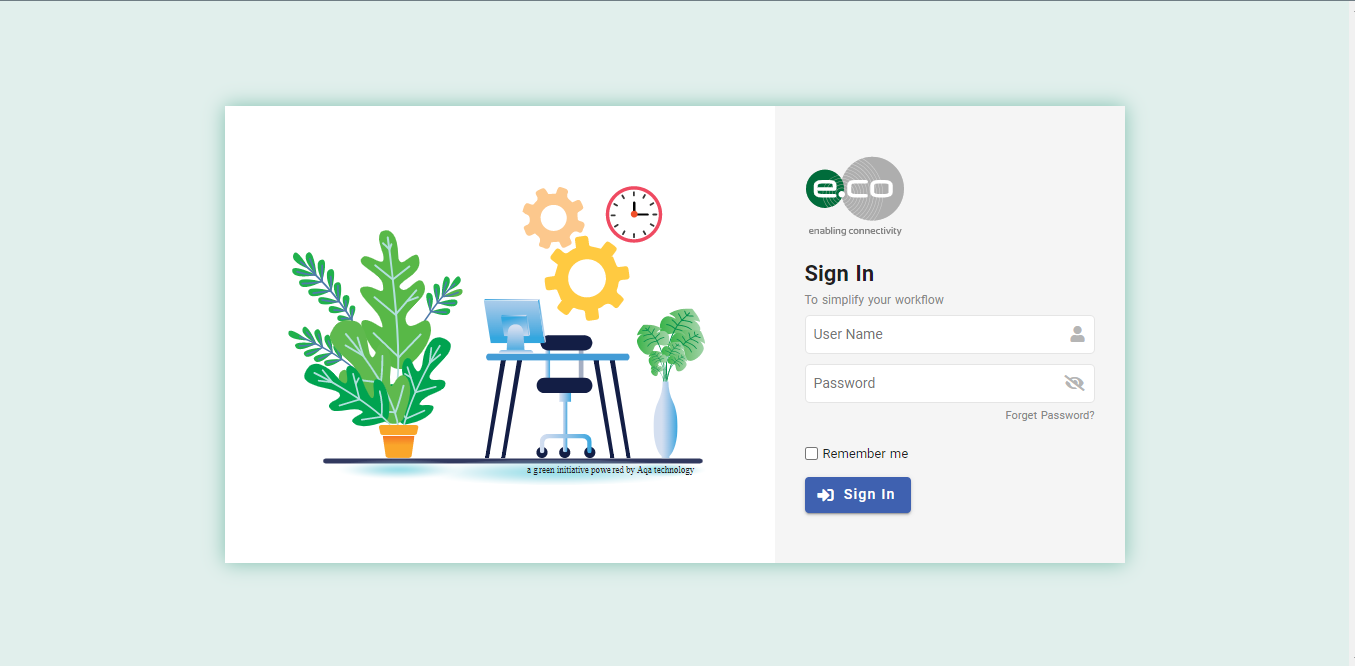 e.co
enabling connectivity
Sign In
To simplify your workflow
User Name
Password
Forget Password?
Remember me
Sign In
a green initiative powered by Aqa technology